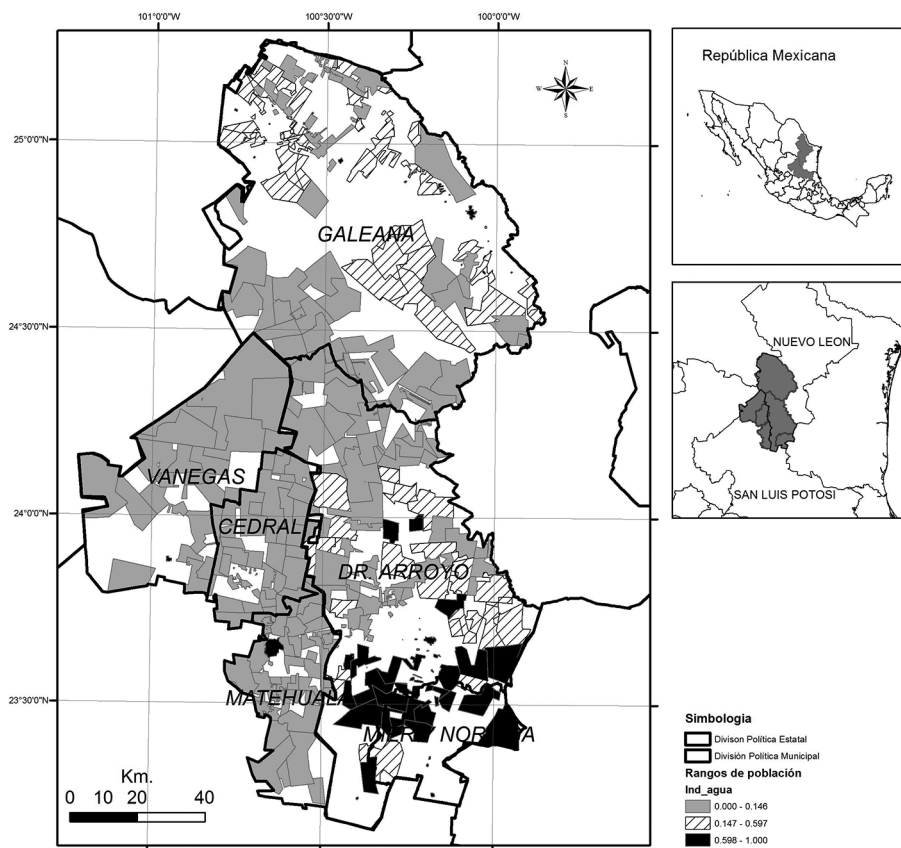 101°0'0"W
100°30'0"W
100°0'0"W
25°0'0"N
24°30'0"N
24°0'0"N
23°30'0"N
N
W E
S
GALEANA
VANEGAS
CEDRAL
DR. ARROYO
MATEHUALA
MIER Y NORIEGA
Km.
0 10 20 40
República Mexicana
NUEVO LEON
SAN LUIS POTOSI
Simbologia
Divison Política Estatal
División Política Municipal
Rangos de población
Ind_agua
0.000 - 0.146
0.147 - 0.597
0.598 - 1.000